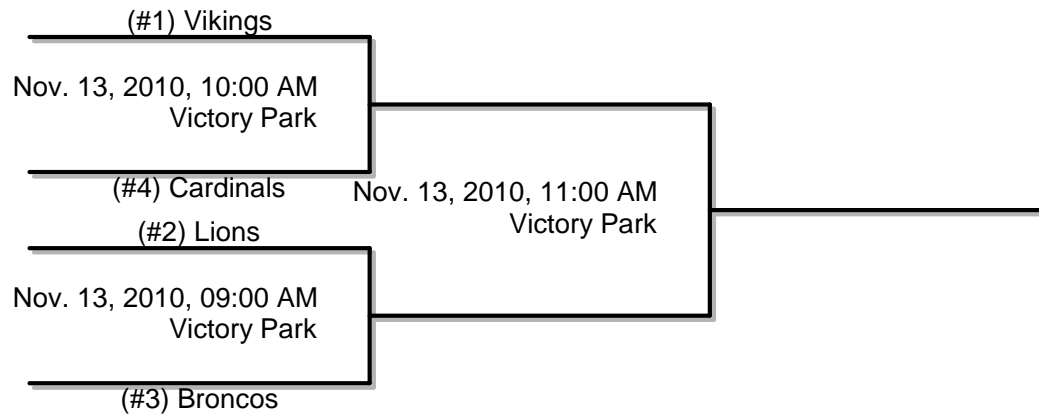 (#1) Vikings
Nov. 13, 2010, 10:00 AM
Victory Park
(#4) Cardinals
Nov. 13, 2010, 11:00 AM
Victory Park
(#2) Lions
Nov. 13, 2010, 09:00 AM
Victory Park
(#3) Broncos